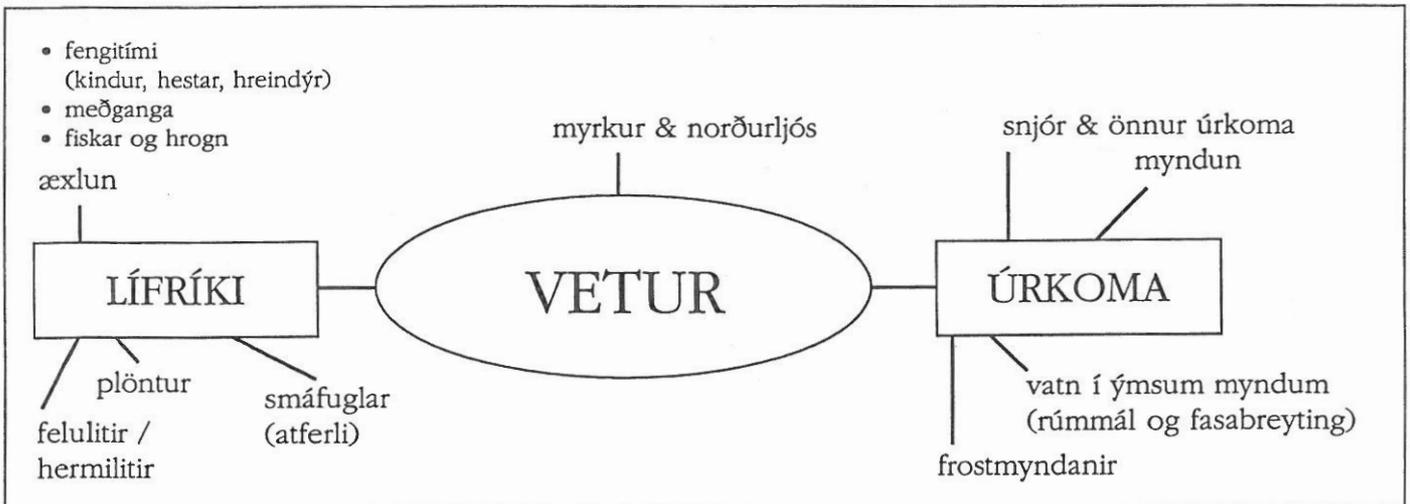 • fengitími
(kindur, hestar, hreindýr)
• meðganga
• fiskar og hrogn
æxlun
LÍFRÍKI
plöntur
smáfuglar
(atferli)
felulitir /
hermilitir
myrkur & norðurljós
VETUR
snjór & önnur úrkoma
myndun
ÚRKOMA
vatn í ýmsum myndum
(rúmmál og fasabreyting)
frostmyndanir